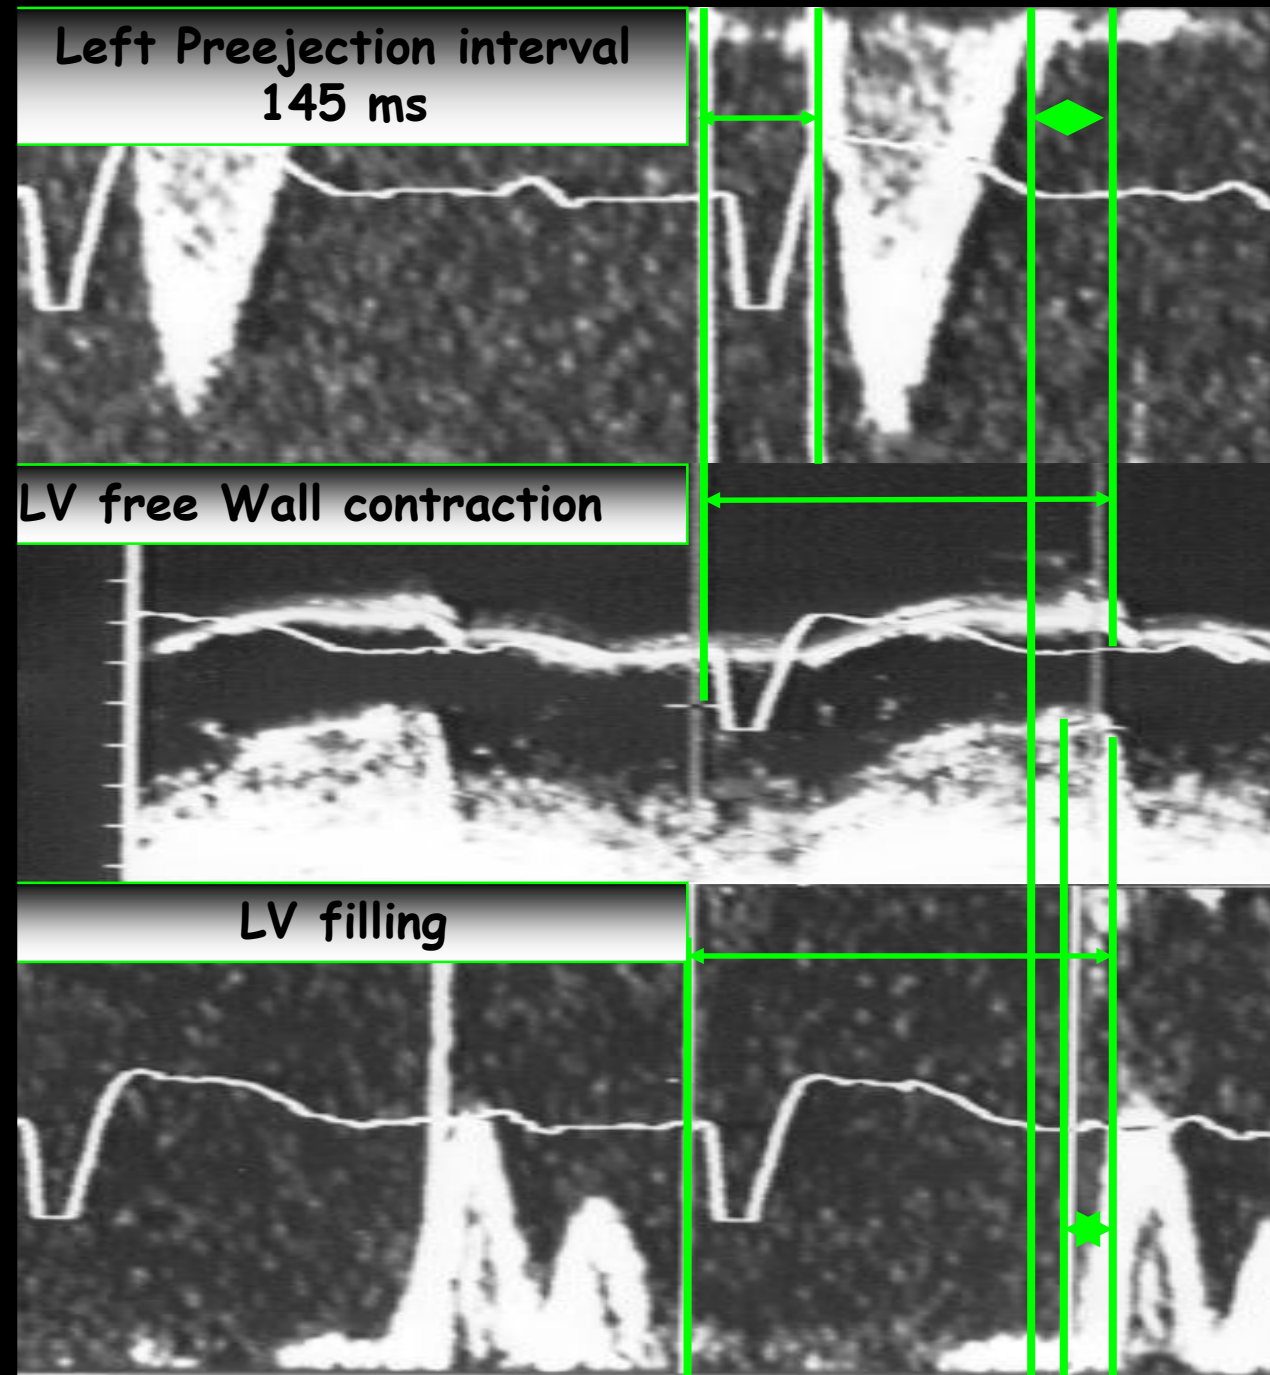 Left Preejection interval
145 ms
LV free Wall contraction
LV filling